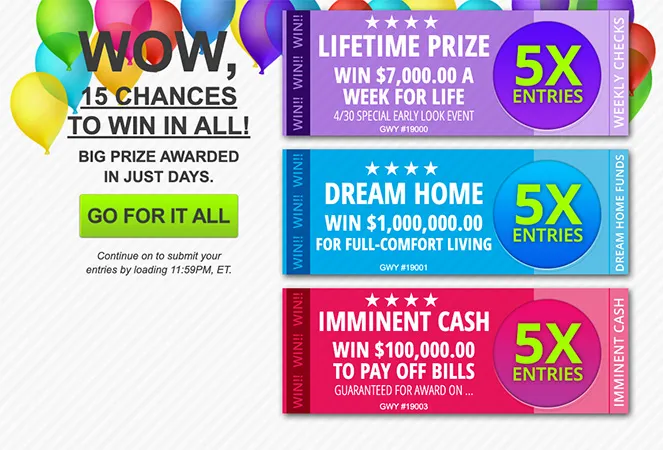 WOW,
15 CHANCES
TO WIN IN ALL!
BIG PRIZE AWARDED
IN JUST DAYS.
GO FOR IT ALL
Continue on to submit your
entries by loading 11:59PM, ET.
WIN!! WIN!! WIN!!
LIFETIME PRIZE
WIN $7,000.00 A
WEEK FOR LIFE
4/30 SPECIAL EARLY LOOK EVENT
GWY #19000
5X
ENTRIES
WEEKLY CHECKS
WIN!! WIN!! WIN!!
DREAM HOME
WIN $1,000,000.00
FOR FULL-COMFORT LIVING
GWY #19001
5X
ENTRIES
DREAM HOME FUNDS
WIN!! WIN!! WIN!!
IMMINENT CASH
WIN $100,000.00
TO PAY OFF BILLS
GUARANTEED FOR AWARD ON ...
GWY #19003
5X
ENTRIES
IMMINENT CASH